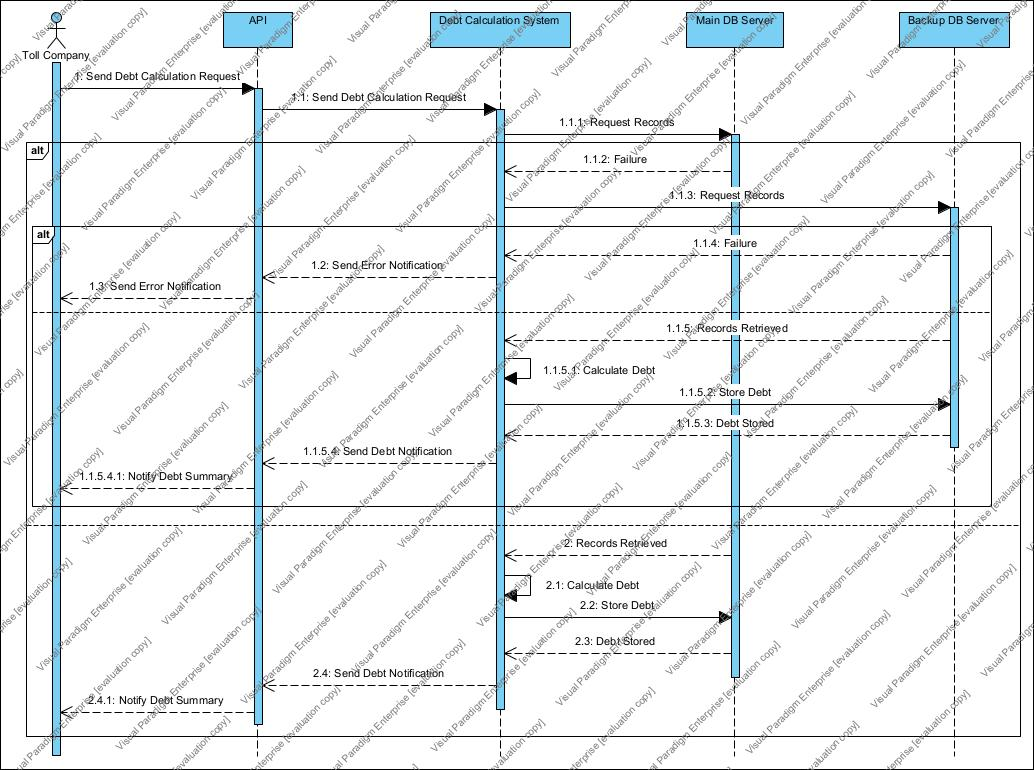 Toll Company
API
Debt Calculation System
Main DB Server
Backup DB Server
1: Send Debt Calculation Request
1.1: Send Debt Calculation Request
1.1.1: Request Records
alt
1.1.2: Failure
1.1.3: Request Records
alt
1.1.4: Failure
1.2: Send Error Notification
1.3: Send Error Notification
1.1.5: Records Retrieved
1.1.5.1: Calculate Debt
1.1.5.2: Store Debt
1.1.5.3: Debt Stored
1.1.5.4: Send Debt Notification
1.1.5.4.1: Notify Debt Summary
2: Records Retrieved
2.1: Calculate Debt
2.2: Store Debt
2.3: Debt Stored
2.4: Send Debt Notification
2.4.1: Notify Debt Summary
Visual Paradigm Enterprise [evaluation copy]